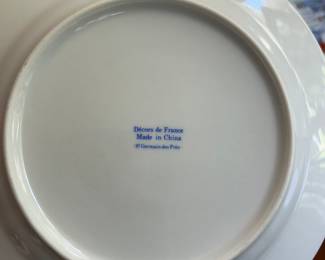 Décors de France
Made in China
St Germain des Prés